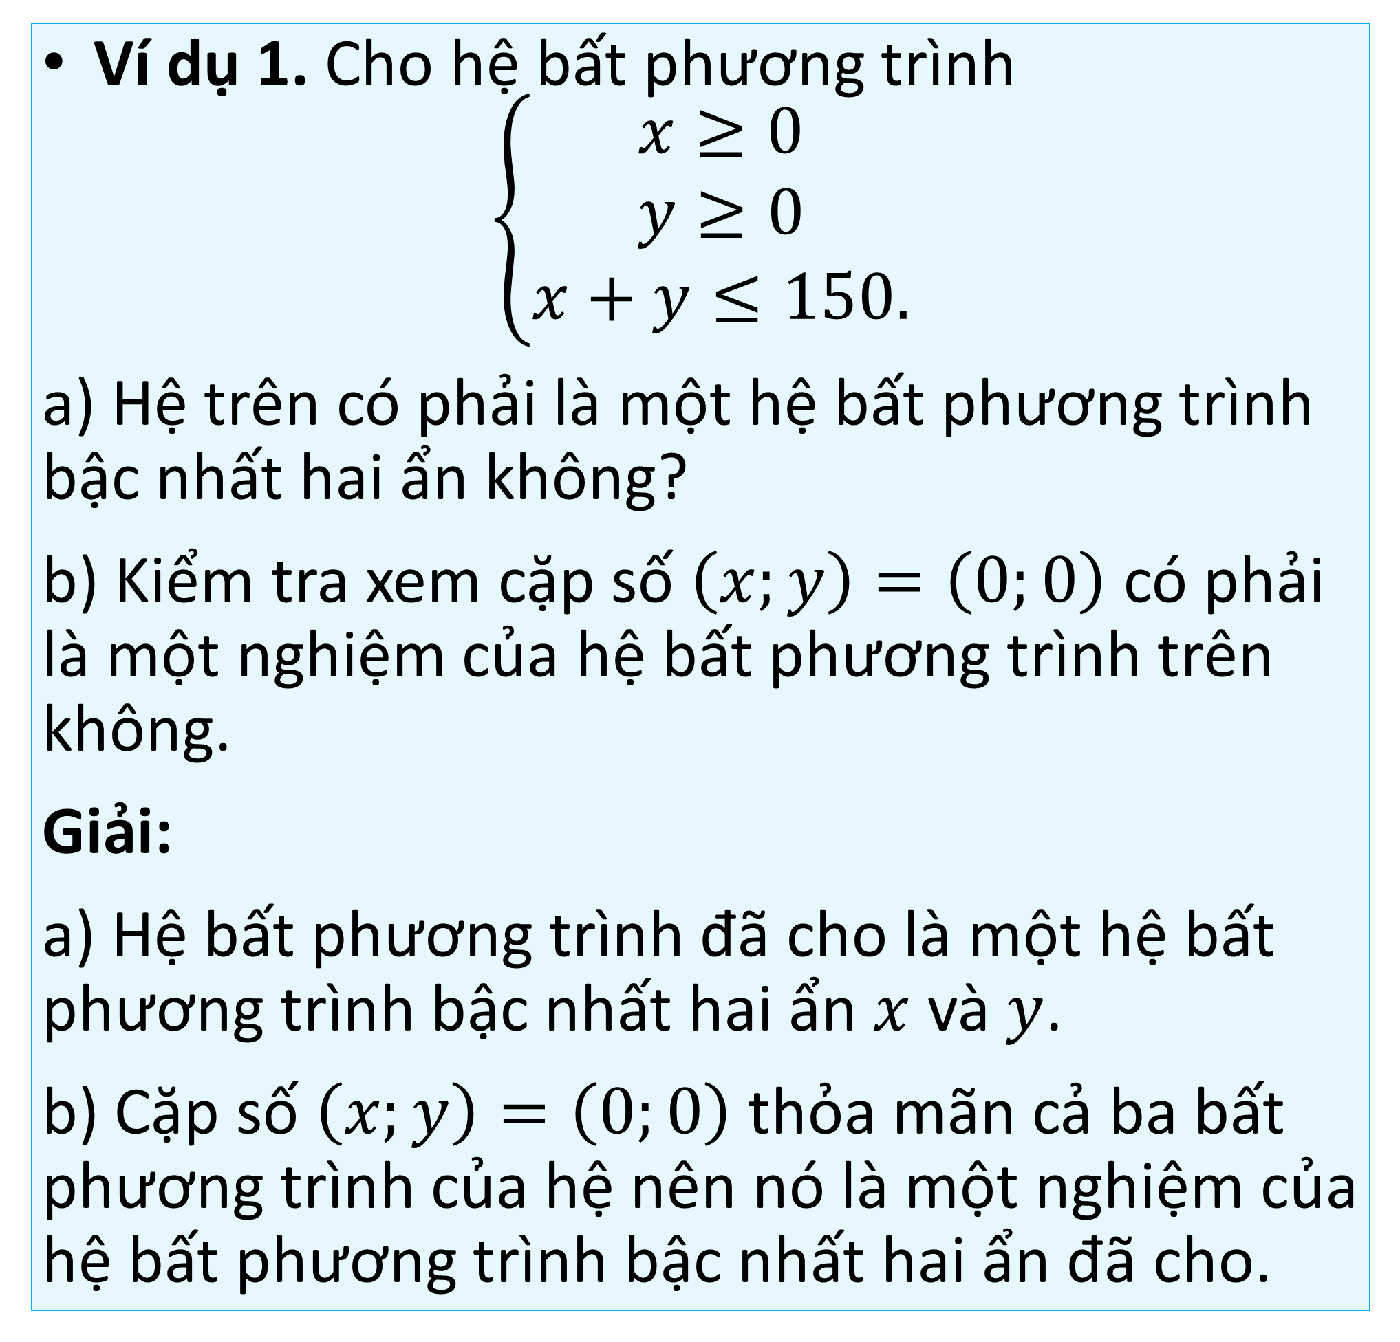 • Ví dụ 1. Cho hệ bất phương trình
x ≥ 0
y ≥ 0
x + y ≤ 150.
a) Hệ trên có phải là một hệ bất phương trình
bậc nhất hai ẩn không?
b) Kiểm tra xem cặp số (x; y) = (0; 0) có phải
là một nghiệm của hệ bất phương trình trên
không.
Giải:
a) Hệ bất phương trình đã cho là một hệ bất
phương trình bậc nhất hai ẩn x và y.
b) Cặp số (x; y) = (0; 0) thỏa mãn cả ba bất
phương trình của hệ nên nó là một nghiệm của
hệ bất phương trình bậc nhất hai ẩn đã cho.